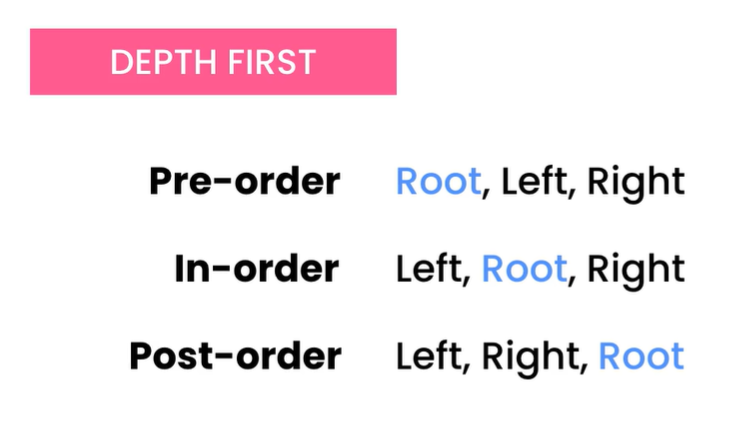 DEPTH FIRST
Pre-order Root, Left, Right
In-order Left, Root, Right
Post-order Left, Right, Root